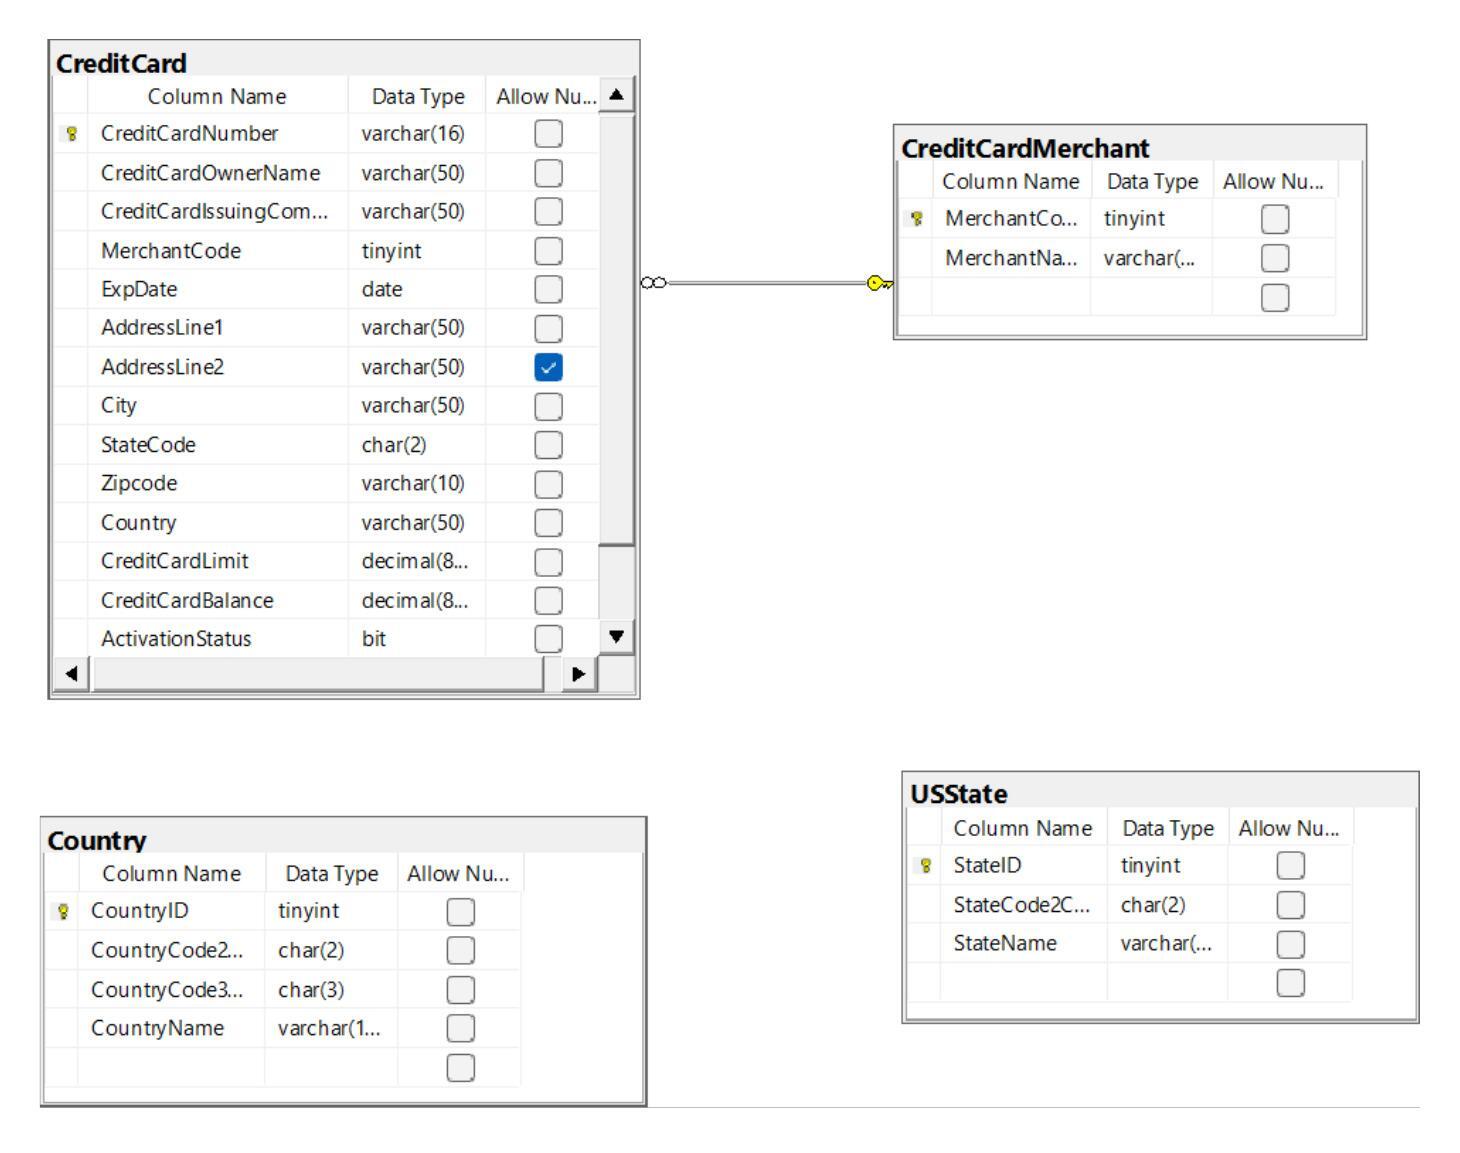 CreditCard
Column Name Data Type Allow Nu...
CreditCardNumber varchar(16)
CreditCardOwnerName varchar(50)
CreditCardIssuingCom... varchar(50)
MerchantCode tinyint
ExpDate date
AddressLine1 varchar(50)
AddressLine2 varchar(50)
City varchar(50)
StateCode char(2)
Zipcode varchar(10)
Country varchar(50)
CreditCardLimit decimal(8...
CreditCardBalance decimal(8...
ActivationStatus bit
CreditCardMerchant
Column Name Data Type Allow Nu...
MerchantCo... tinyint
MerchantNa... varchar(...
Country
Column Name Data Type Allow Nu...
CountryID tinyint
CountryCode2... char(2)
CountryCode3... char(3)
CountryName varchar(1...
USState
Column Name Data Type Allow Nu...
StateID tinyint
StateCode2C... char(2)
StateName varchar(...